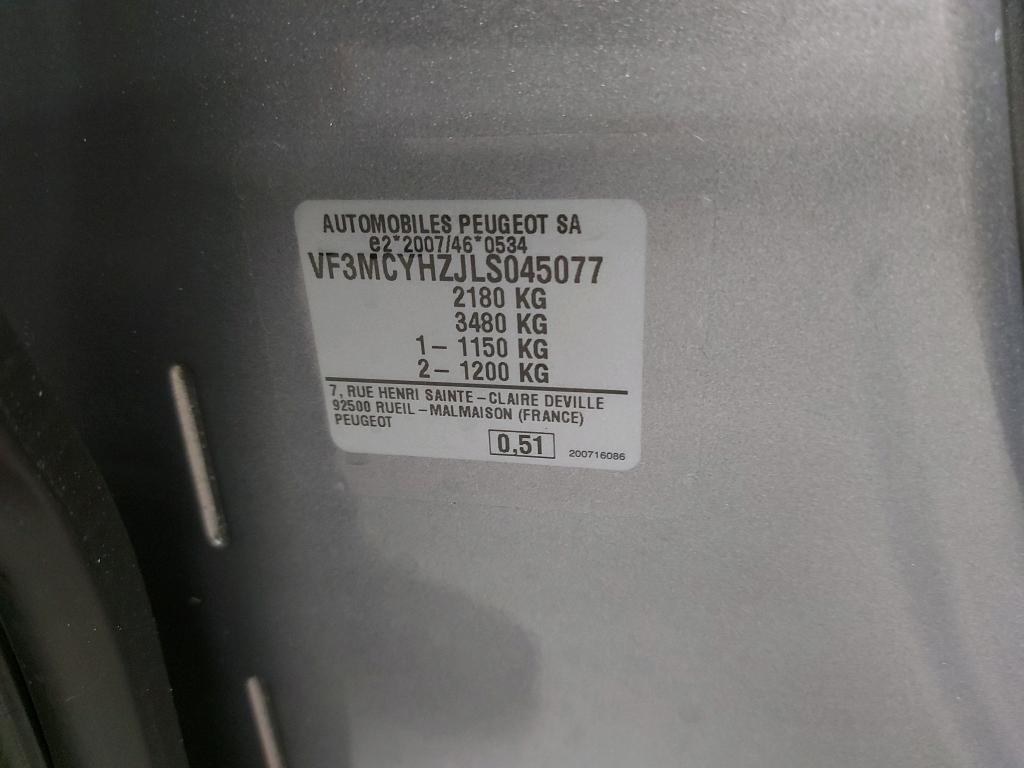 AUTOMOBILES PEUGEOT SA
e2*2007/46*0534
VF3MCYHZJLS045077
2180 KG
3480 KG
1 – 1150 KG
2 – 1200 KG
7, RUE HENRI SAINTE – CLAIRE DEVILLE
92500 RUEIL – MALMAISON (FRANCE)
PEUGEOT
0,51
200716086